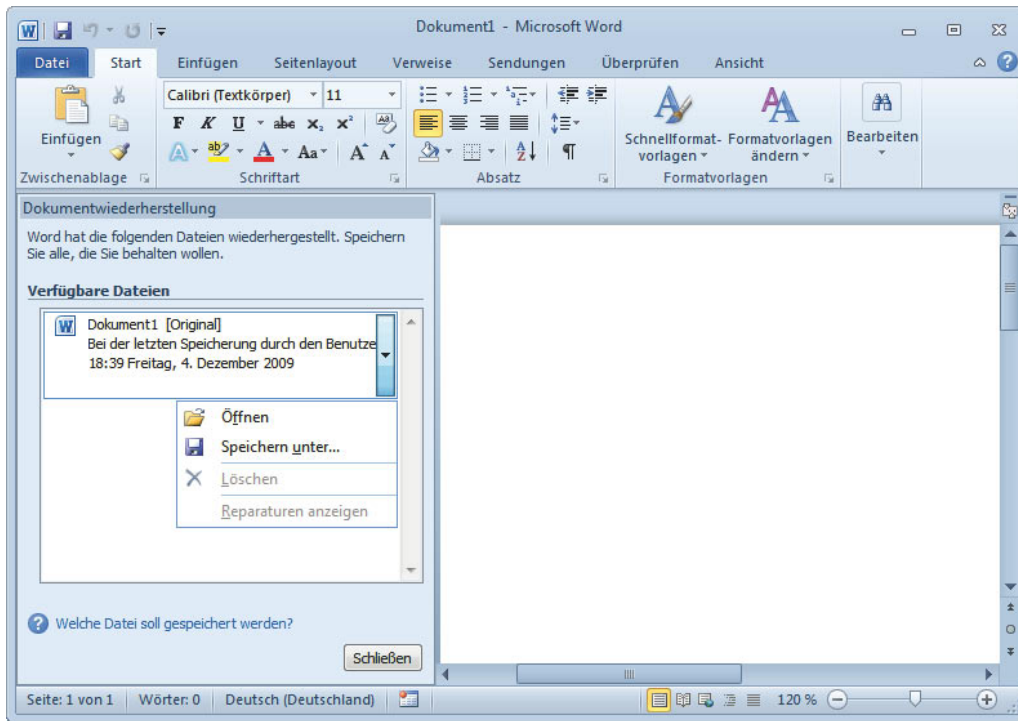 Dokument1 - Microsoft Word
Datei Start Einfügen Seitenlayout Verweise Sendungen Überprüfen Ansicht
Calibri (Textkörper) 11
F K U abe x₂ x² Aa A A
Einfügen
Schnellformat-
vorlagen
Formatvorlagen
ändern
Bearbeiten
Zwischenablage Schriftart Absatz Formatvorlagen
Dokumentwiederherstellung
Word hat die folgenden Dateien wiederhergestellt. Speichern
Sie alle, die Sie behalten wollen.
Verfügbare Dateien
Dokument1 [Original]
Bei der letzten Speicherung durch den Benutze
18:39 Freitag, 4. Dezember 2009
Öffnen
Speichern unter...
Löschen
Reparaturen anzeigen
Welche Datei soll gespeichert werden?
Schließen
Seite: 1 von 1 Wörter: 0 Deutsch (Deutschland) 120 %